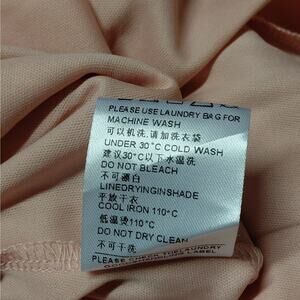 PLEASE USE LAUNDRY BAG FOR
MACHINE WASH
可以机洗.请加洗衣袋
UNDER 30°C COLD WASH
建议30°C以下水温洗
DO NOT BLEACH
不可漂白
LINEDRYINGINSHADE
平放干衣
COOL IRON 110°C
低温烫110°C
DO NOT DRY CLEAN
不可干洗
PLEASE CHECK THE LAUNDRY
LABEL